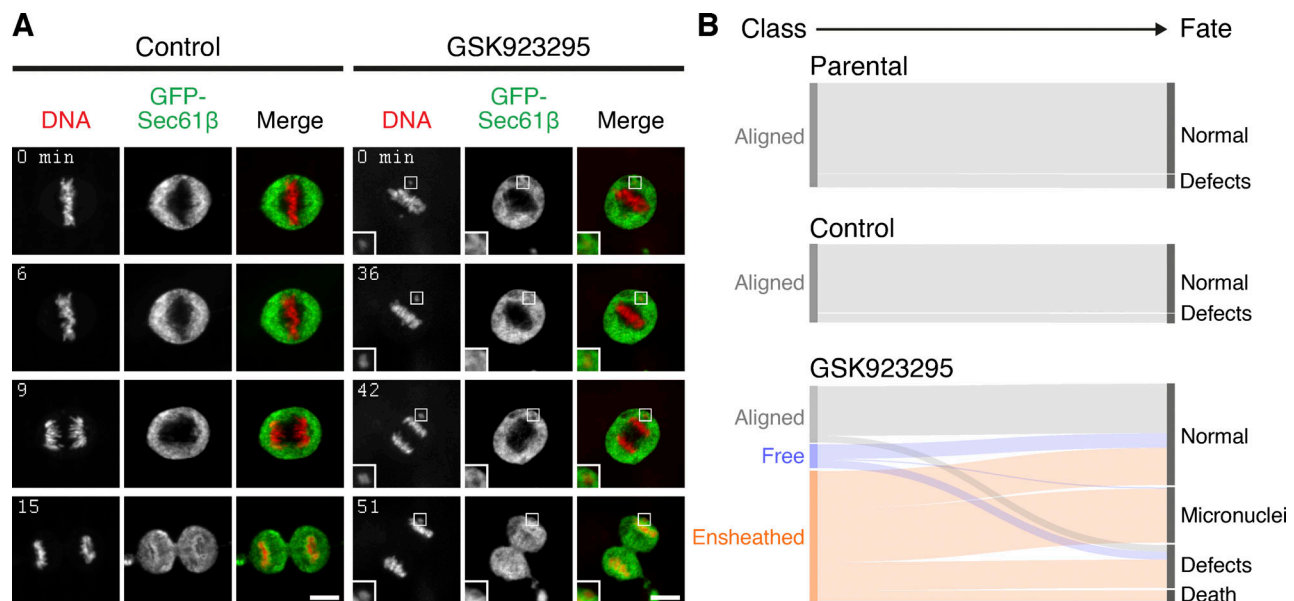 A
Control
GSK923295
DNA
GFP-
Sec61β
Merge
DNA
GFP-
Sec61β
Merge
0 min
0 min
6
36
9
42
15
51
B
Class
Fate
Parental
Aligned
Normal
Defects
Control
Aligned
Normal
Defects
GSK923295
Aligned
Free
Ensheathed
Normal
Micronuclei
Defects
Death